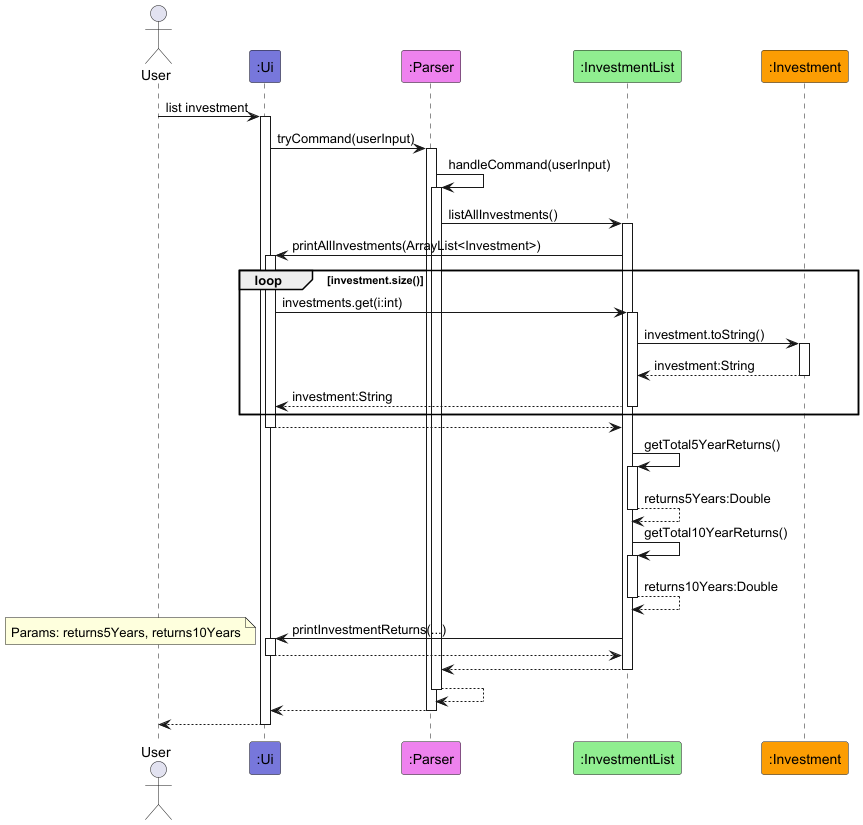 User
:Ui
:Parser
:InvestmentList
:Investment
list investment
tryCommand(userInput)
handleCommand(userInput)
listAllInvestments()
printAllInvestments(ArrayList<Investment>)
loop
[investment.size()]
investments.get(i:int)
investment.toString()
investment:String
investment:String
getTotal5YearReturns()
returns5Years:Double
getTotal10YearReturns()
returns10Years:Double
printInvestmentReturns(...)
Params: returns5Years, returns10Years
User
:Ui
:Parser
:InvestmentList
:Investment